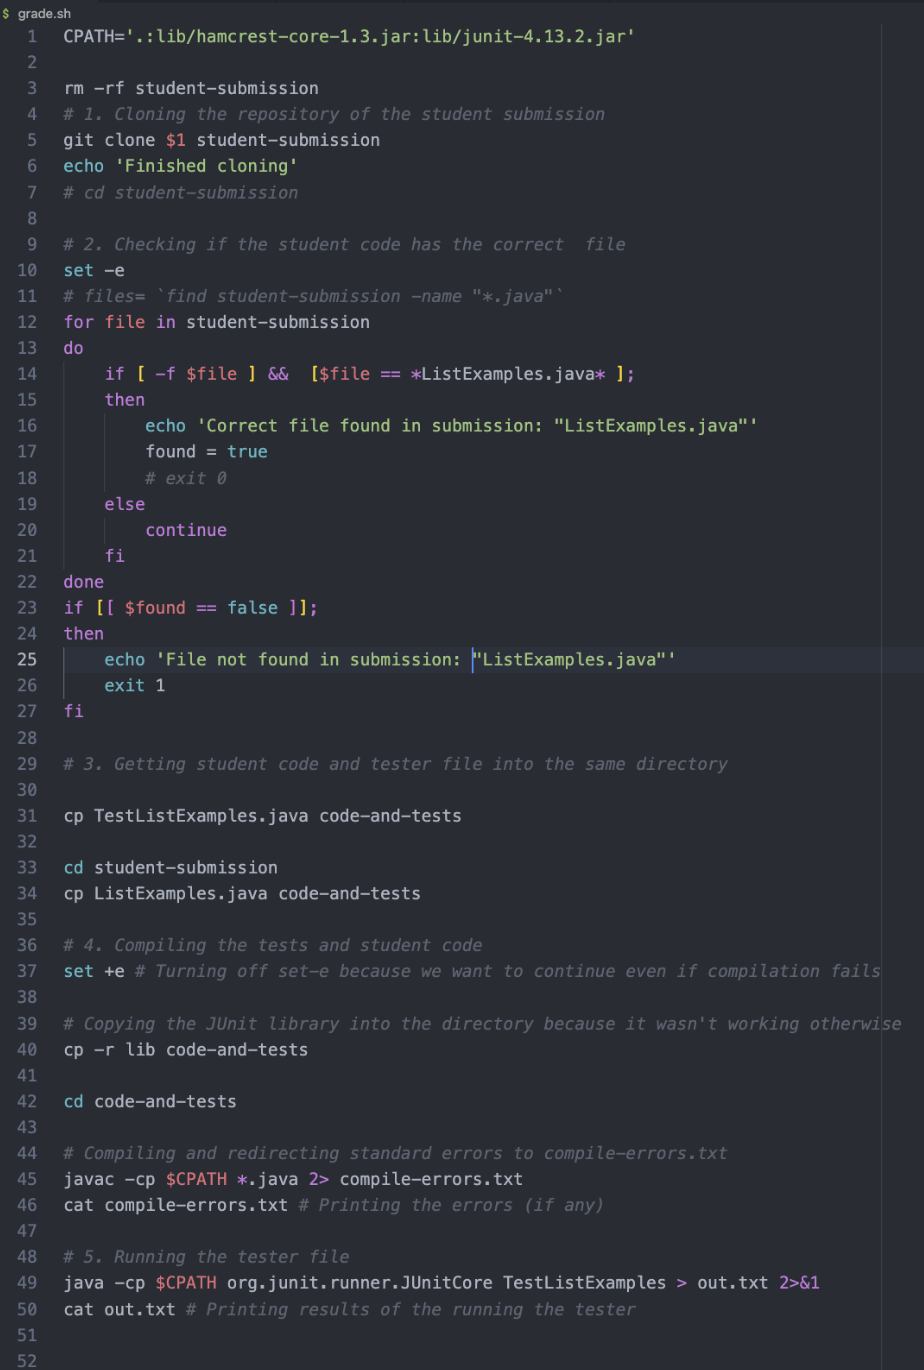 $ grade.sh
1 CPATH='.:lib/hamcrest-core-1.3.jar:lib/junit-4.13.2.jar'
2
3 rm -rf student-submission
4 # 1. Cloning the repository of the student submission
5 git clone $1 student-submission
6 echo 'Finished cloning'
7 # cd student-submission
8
9 # 2. Checking if the student code has the correct  file
10 set -e
11 # files= `find student-submission -name "*.java"`
12 for file in student-submission
13 do
14     if [ -f $file ] &&  [$file == *ListExamples.java* ];
15     then
16         echo 'Correct file found in submission: "ListExamples.java"'
17         found = true
18         # exit 0
19     else
20         continue
21     fi
22 done
23 if [[ $found == false ]];
24 then
25     echo 'File not found in submission: "ListExamples.java"'
26     exit 1
27 fi
28
29 # 3. Getting student code and tester file into the same directory
30
31 cp TestListExamples.java code-and-tests
32
33 cd student-submission
34 cp ListExamples.java code-and-tests
35
36 # 4. Compiling the tests and student code
37 set +e # Turning off set-e because we want to continue even if compilation fails
38
39 # Copying the JUnit library into the directory because it wasn't working otherwise
40 cp -r lib code-and-tests
41
42 cd code-and-tests
43
44 # Compiling and redirecting standard errors to compile-errors.txt
45 javac -cp $CPATH *.java 2> compile-errors.txt
46 cat compile-errors.txt # Printing the errors (if any)
47
48 # 5. Running the tester file
49 java -cp $CPATH org.junit.runner.JUnitCore TestListExamples > out.txt 2>&1
50 cat out.txt # Printing results of the running the tester
51
52